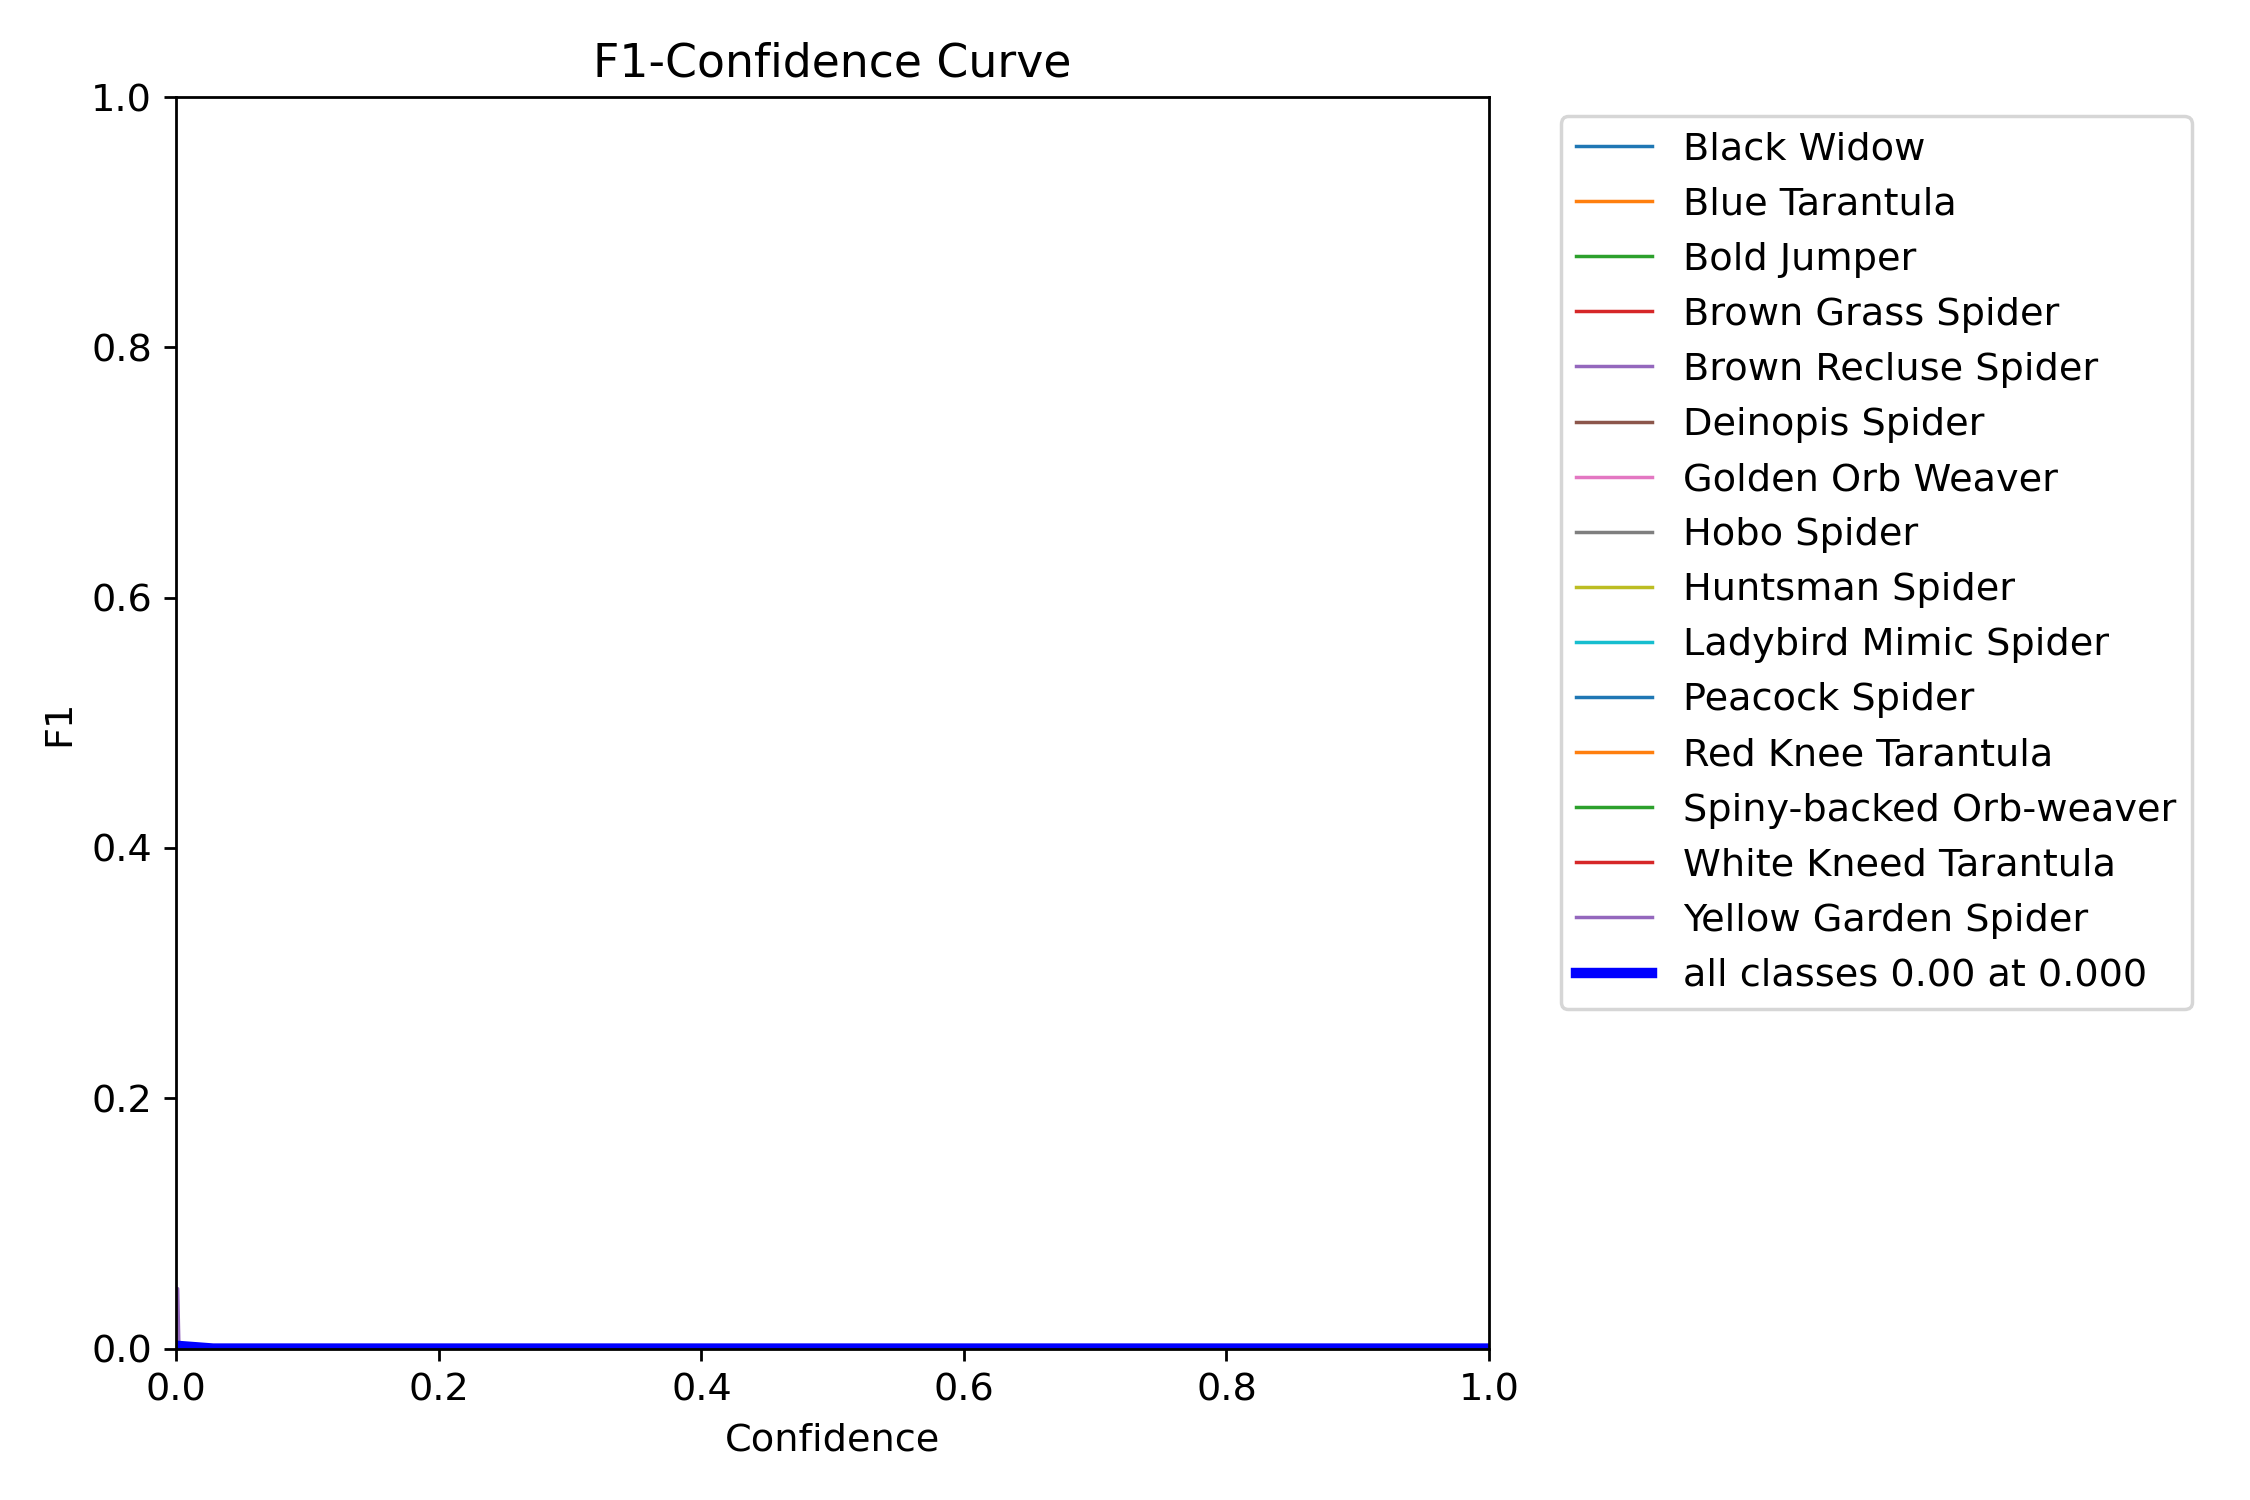 F1-Confidence Curve
1.0
0.8
0.6
0.4
0.2
0.0
F1
0.0 0.2 0.4 0.6 0.8 1.0
Confidence
Black Widow
Blue Tarantula
Bold Jumper
Brown Grass Spider
Brown Recluse Spider
Deinopis Spider
Golden Orb Weaver
Hobo Spider
Huntsman Spider
Ladybird Mimic Spider
Peacock Spider
Red Knee Tarantula
Spiny-backed Orb-weaver
White Kneed Tarantula
Yellow Garden Spider
all classes 0.00 at 0.000